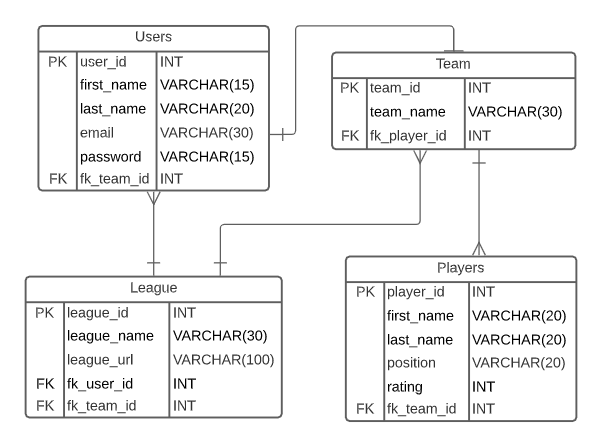 Users
PK user_id INT
first_name VARCHAR(15)
last_name VARCHAR(20)
email VARCHAR(30)
password VARCHAR(15)
FK fk_team_id INT
Team
PK team_id INT
team_name VARCHAR(30)
FK fk_player_id INT
League
PK league_id INT
league_name VARCHAR(30)
league_url VARCHAR(100)
FK fk_user_id INT
FK fk_team_id INT
Players
PK player_id INT
first_name VARCHAR(20)
last_name VARCHAR(20)
position VARCHAR(20)
rating INT
FK fk_team_id INT